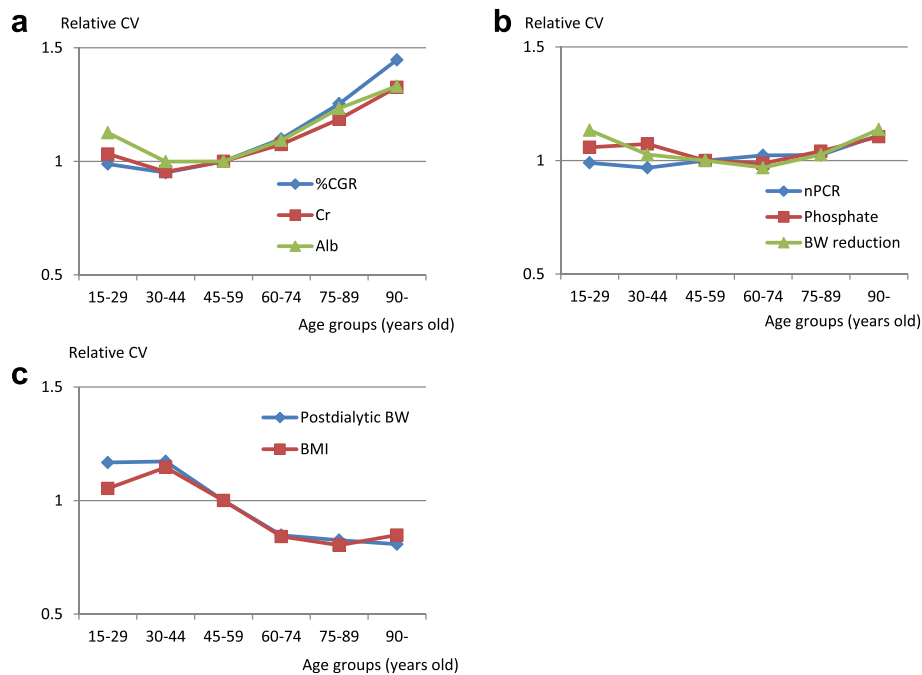 a
Relative CV
1.5
1
0.5
%CGR
Cr
Alb
15-29 30-44 45-59 60-74 75-89 90-
Age groups (years old)
b
Relative CV
1.5
1
0.5
nPCR
Phosphate
BW reduction
15-29 30-44 45-59 60-74 75-89 90-
Age groups (years old)
c
Relative CV
1.5
1
0.5
Postdialytic BW
BMI
15-29 30-44 45-59 60-74 75-89 90-
Age groups (years old)